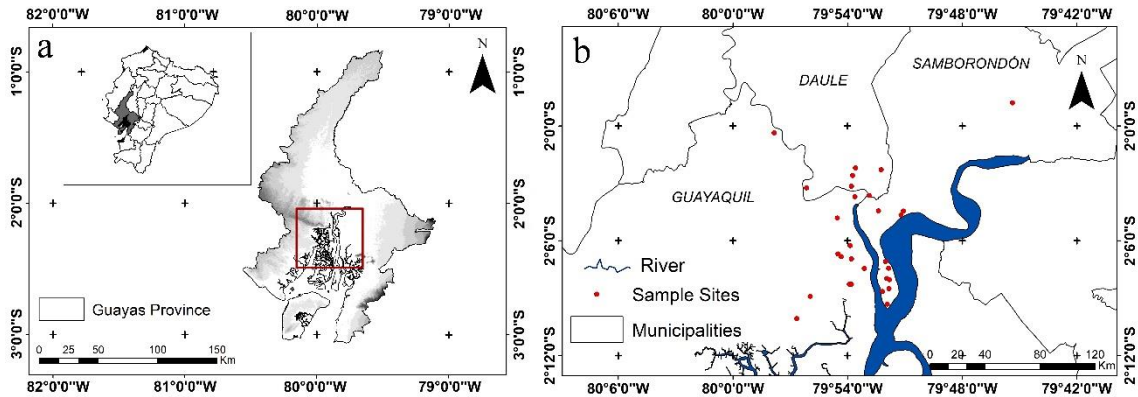 82°0'0"W 81°0'0"W 80°0'0"W 79°0'0"W
a
N
1°0'0"S
2°0'0"S
3°0'0"S
1°0'0"S
2°0'0"S
3°0'0"S
Guayas Province
0 25 50 100 150
Km
82°0'0"W 81°0'0"W 80°0'0"W 79°0'0"W
80°6'0"W 80°0'0"W 79°54'0"W 79°48'0"W 79°42'0"W
b
N
SAMBORONDÓN
DAULE
GUAYAQUIL
2°0'0"S
2°6'0"S
2°12'0"S
2°0'0"S
2°6'0"S
2°12'0"S
River
Sample Sites
Municipalities
0 20 40 80 120
Km
80°6'0"W 80°0'0"W 79°54'0"W 79°48'0"W 79°42'0"W